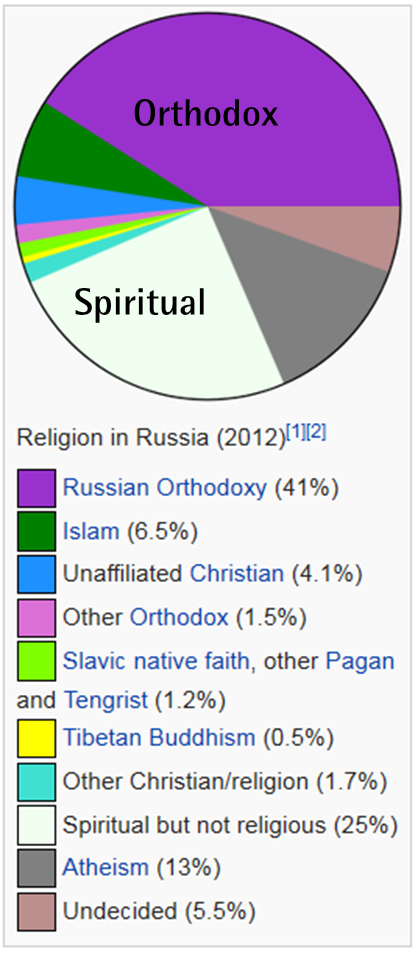 Orthodox
Spiritual
Religion in Russia (2012)[1][2]
Russian Orthodoxy (41%)
Islam (6.5%)
Unaffiliated Christian (4.1%)
Other Orthodox (1.5%)
Slavic native faith, other Pagan
and Tengrist (1.2%)
Tibetan Buddhism (0.5%)
Other Christian/religion (1.7%)
Spiritual but not religious (25%)
Atheism (13%)
Undecided (5.5%)